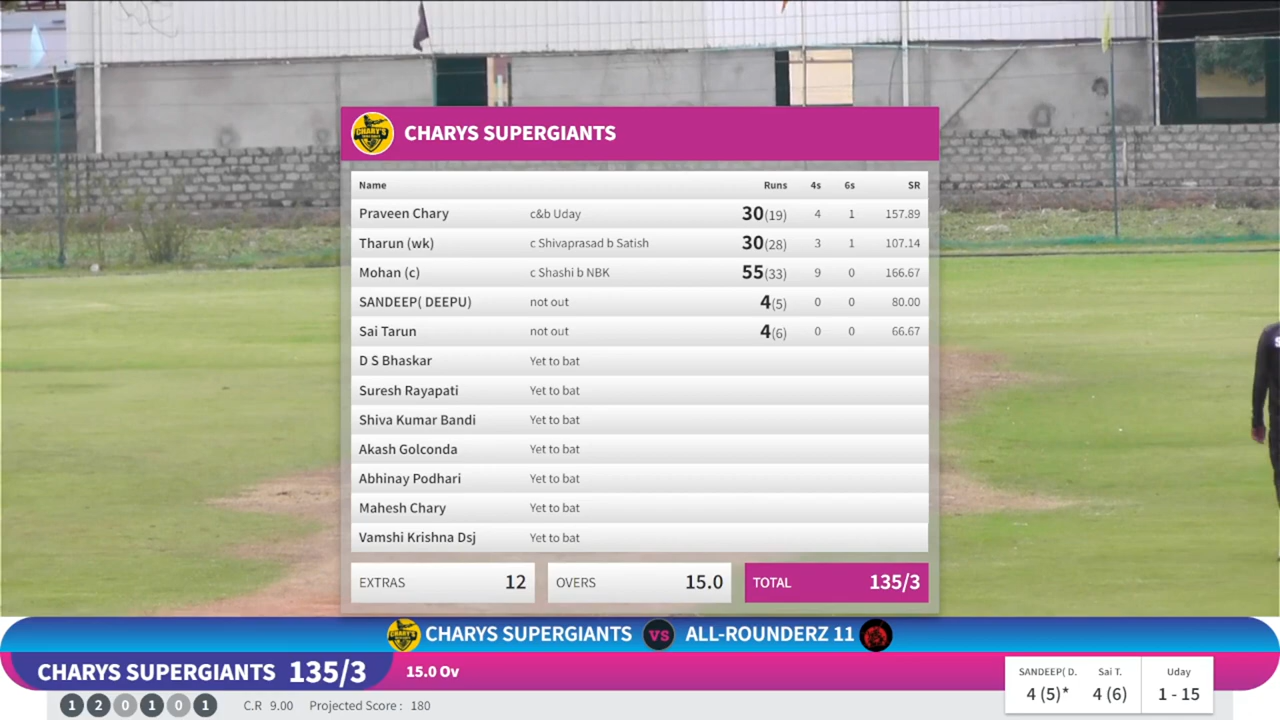 CHARY'S
CHARYS SUPERGIANTS
Name Runs 4s 6s SR
Praveen Chary c&b Uday 30(19) 4 1 157.89
Tharun (wk) c Shivaprasad b Satish 30(28) 3 1 107.14
Mohan (c) c Shashi b NBK 55(33) 9 0 166.67
SANDEEP( DEEPU) not out 4(5) 0 0 80.00
Sai Tarun not out 4(6) 0 0 66.67
D S Bhaskar Yet to bat
Suresh Rayapati Yet to bat
Shiva Kumar Bandi Yet to bat
Akash Golconda Yet to bat
Abhinay Podhari Yet to bat
Mahesh Chary Yet to bat
Vamshi Krishna Dsj Yet to bat
EXTRAS 12 OVERS 15.0 TOTAL 135/3
CHARYS SUPERGIANTS VS ALL-ROUNDERZ 11
CHARYS SUPERGIANTS 135/3 15.0 Ov
SANDEEP( D. Sai T. Uday
4 (5)* 4 (6) 1 - 15
1 2 0 1 0 1 C.R 9.00 Projected Score : 180